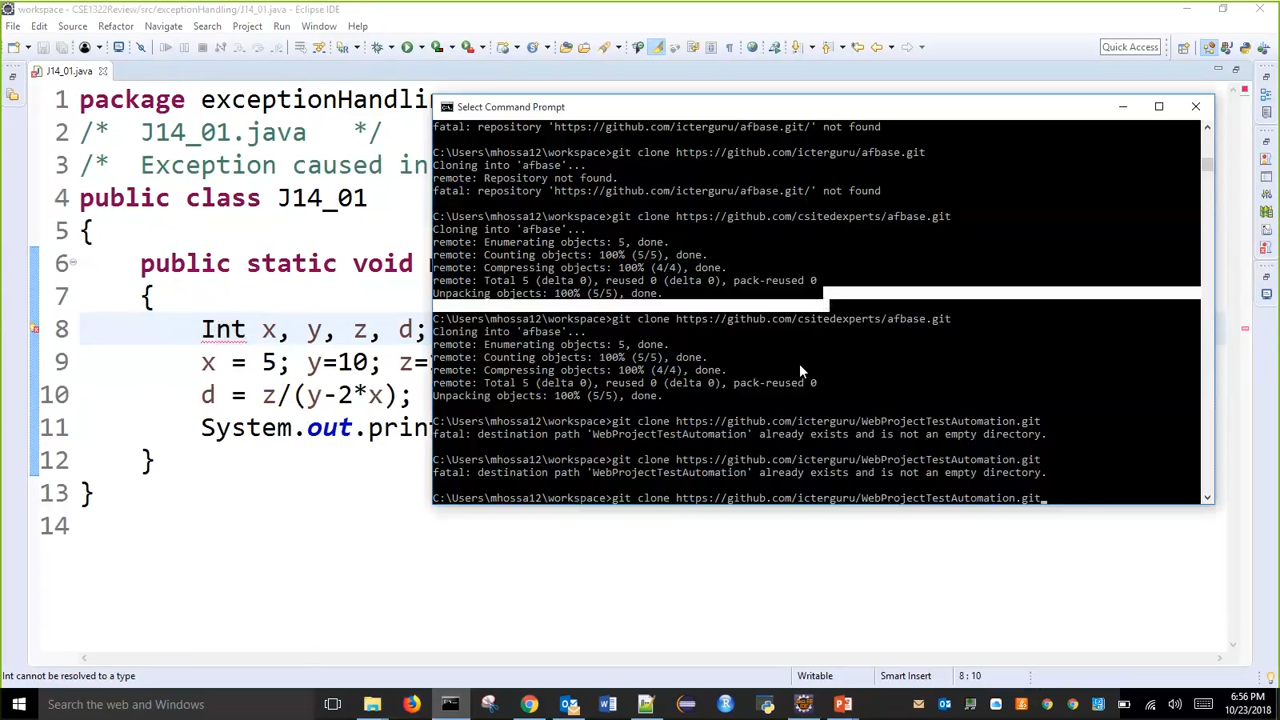 workspace - CSE1322Review/src/exceptionHandling/J14_01.java - Eclipse IDE
File Edit Source Refactor Navigate Search Project Run Window Help
Quick Access
J14_01.java
1 package exceptionHandlin
2 /* J14_01.java */
3 /* Exception caused in
4 public class J14_01
5 {
6 public static void
7 {
8 Int x, y, z, d;
9 x = 5; y=10; z=
10 d = z/(y-2*x);
11 System.out.print
12 }
13 }
14
Select Command Prompt
fatal: repository 'https://github.com/icterguru/afbase.git/' not found
C:\Users\mhossa12\workspace>git clone https://github.com/icterguru/afbase.git
Cloning into 'afbase'...
remote: Repository not found.
fatal: repository 'https://github.com/icterguru/afbase.git/' not found
C:\Users\mhossa12\workspace>git clone https://github.com/csitedexperts/afbase.git
Cloning into 'afbase'...
remote: Enumerating objects: 5, done.
remote: Counting objects: 100% (5/5), done.
remote: Compressing objects: 100% (4/4), done.
remote: Total 5 (delta 0), reused 0 (delta 0), pack-reused 0
Unpacking objects: 100% (5/5), done.
C:\Users\mhossa12\workspace>git clone https://github.com/csitedexperts/afbase.git
Cloning into 'afbase'...
remote: Enumerating objects: 5, done.
remote: Counting objects: 100% (5/5), done.
remote: Compressing objects: 100% (4/4), done.
remote: Total 5 (delta 0), reused 0 (delta 0), pack-reused 0
Unpacking objects: 100% (5/5), done.
C:\Users\mhossa12\workspace>git clone https://github.com/icterguru/WebProjectTestAutomation.git
fatal: destination path 'WebProjectTestAutomation' already exists and is not an empty directory.
C:\Users\mhossa12\workspace>git clone https://github.com/icterguru/WebProjectTestAutomation.git
fatal: destination path 'WebProjectTestAutomation' already exists and is not an empty directory.
C:\Users\mhossa12\workspace>git clone https://github.com/icterguru/WebProjectTestAutomation.git
Int cannot be resolved to a type
Writable
Smart Insert
8 : 10
Search the web and Windows
6:56 PM
10/23/2018